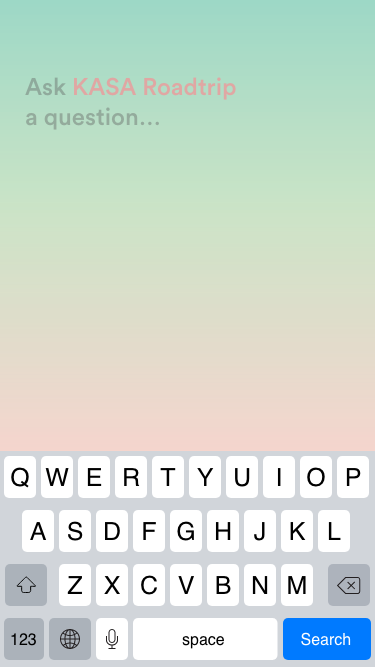 Ask KASA Roadtrip
a question...
Q W E R T Y U I O P
A S D F G H J K L
Z X C V B N M
123 space Search